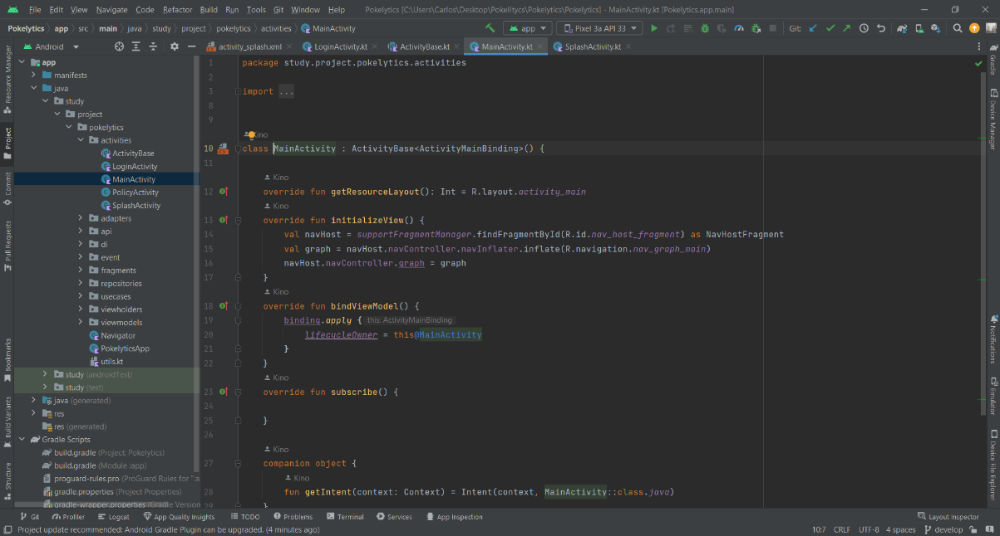 File Edit View Navigate Code Refactor Build Run Tools Git Window Help Pokelytics [C:\Users\Carlos\Desktop\Pokelitycs\Pokelytics\Pokelytics] - MainActivity.kt [Pokelytics.app.main]
Pokelytics app src main java study project pokelytics activities MainActivity app Pixel 3a API 33 Git:
Android activity_splash.xml LoginActivity.kt ActivityBase.kt MainActivity.kt SplashActivity.kt
Resource Manager
Project
Commit
Pull Requests
Bookmarks
Build Variants
Structure
app
manifests
java
study
project
pokelytics
activities
ActivityBase
LoginActivity
MainActivity
PolicyActivity
SplashActivity
adapters
api
di
event
fragments
repositories
usecases
viewholders
viewmodels
Navigator
PokelyticsApp
utils.kt
study (androidTest)
study (test)
java (generated)
res
res (generated)
Gradle Scripts
build.gradle (Project: Pokelytics)
build.gradle (Module :app)
proguard-rules.pro (ProGuard Rules for ":a
gradle.properties (Project Properties)
gradle-wrapper.properties (Gradle Version
1 package study.project.pokelytics.activities
2
3 import ...
8
9
Kino
10 class MainActivity : ActivityBase<ActivityMainBinding>() {
11
Kino
12 override fun getResourceLayout(): Int = R.layout.activity_main
Kino
13 override fun initializeView() {
14 val navHost = supportFragmentManager.findFragmentById(R.id.nav_host_fragment) as NavHostFragment
15 val graph = navHost.navController.navInflater.inflate(R.navigation.nav_graph_main)
16 navHost.navController.graph = graph
17 }
Kino
18 override fun bindViewModel() {
19 binding.apply { this: ActivityMainBinding
20 lifecycleOwner = this@MainActivity
21 }
22 }
Kino
23 override fun subscribe() {
24
25 }
26
Kino
27 companion object {
Kino
28 fun getIntent(context: Context) = Intent(context, MainActivity::class.java)
29 }
Gradle
Device Manager
Notifications
Emulator
Device File Explorer
Git Profiler Logcat App Quality Insights TODO Problems Terminal Services App Inspection Layout Inspector
Project update recommended: Android Gradle Plugin can be upgraded. (4 minutes ago) 10:7 CRLF UTF-8 4 spaces develop